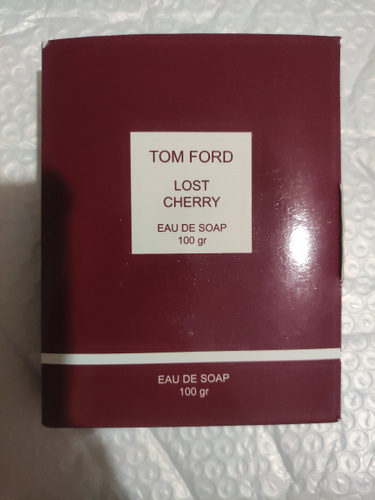 TOM FORD
LOST
CHERRY
EAU DE SOAP
100 gr
EAU DE SOAP
100 gr